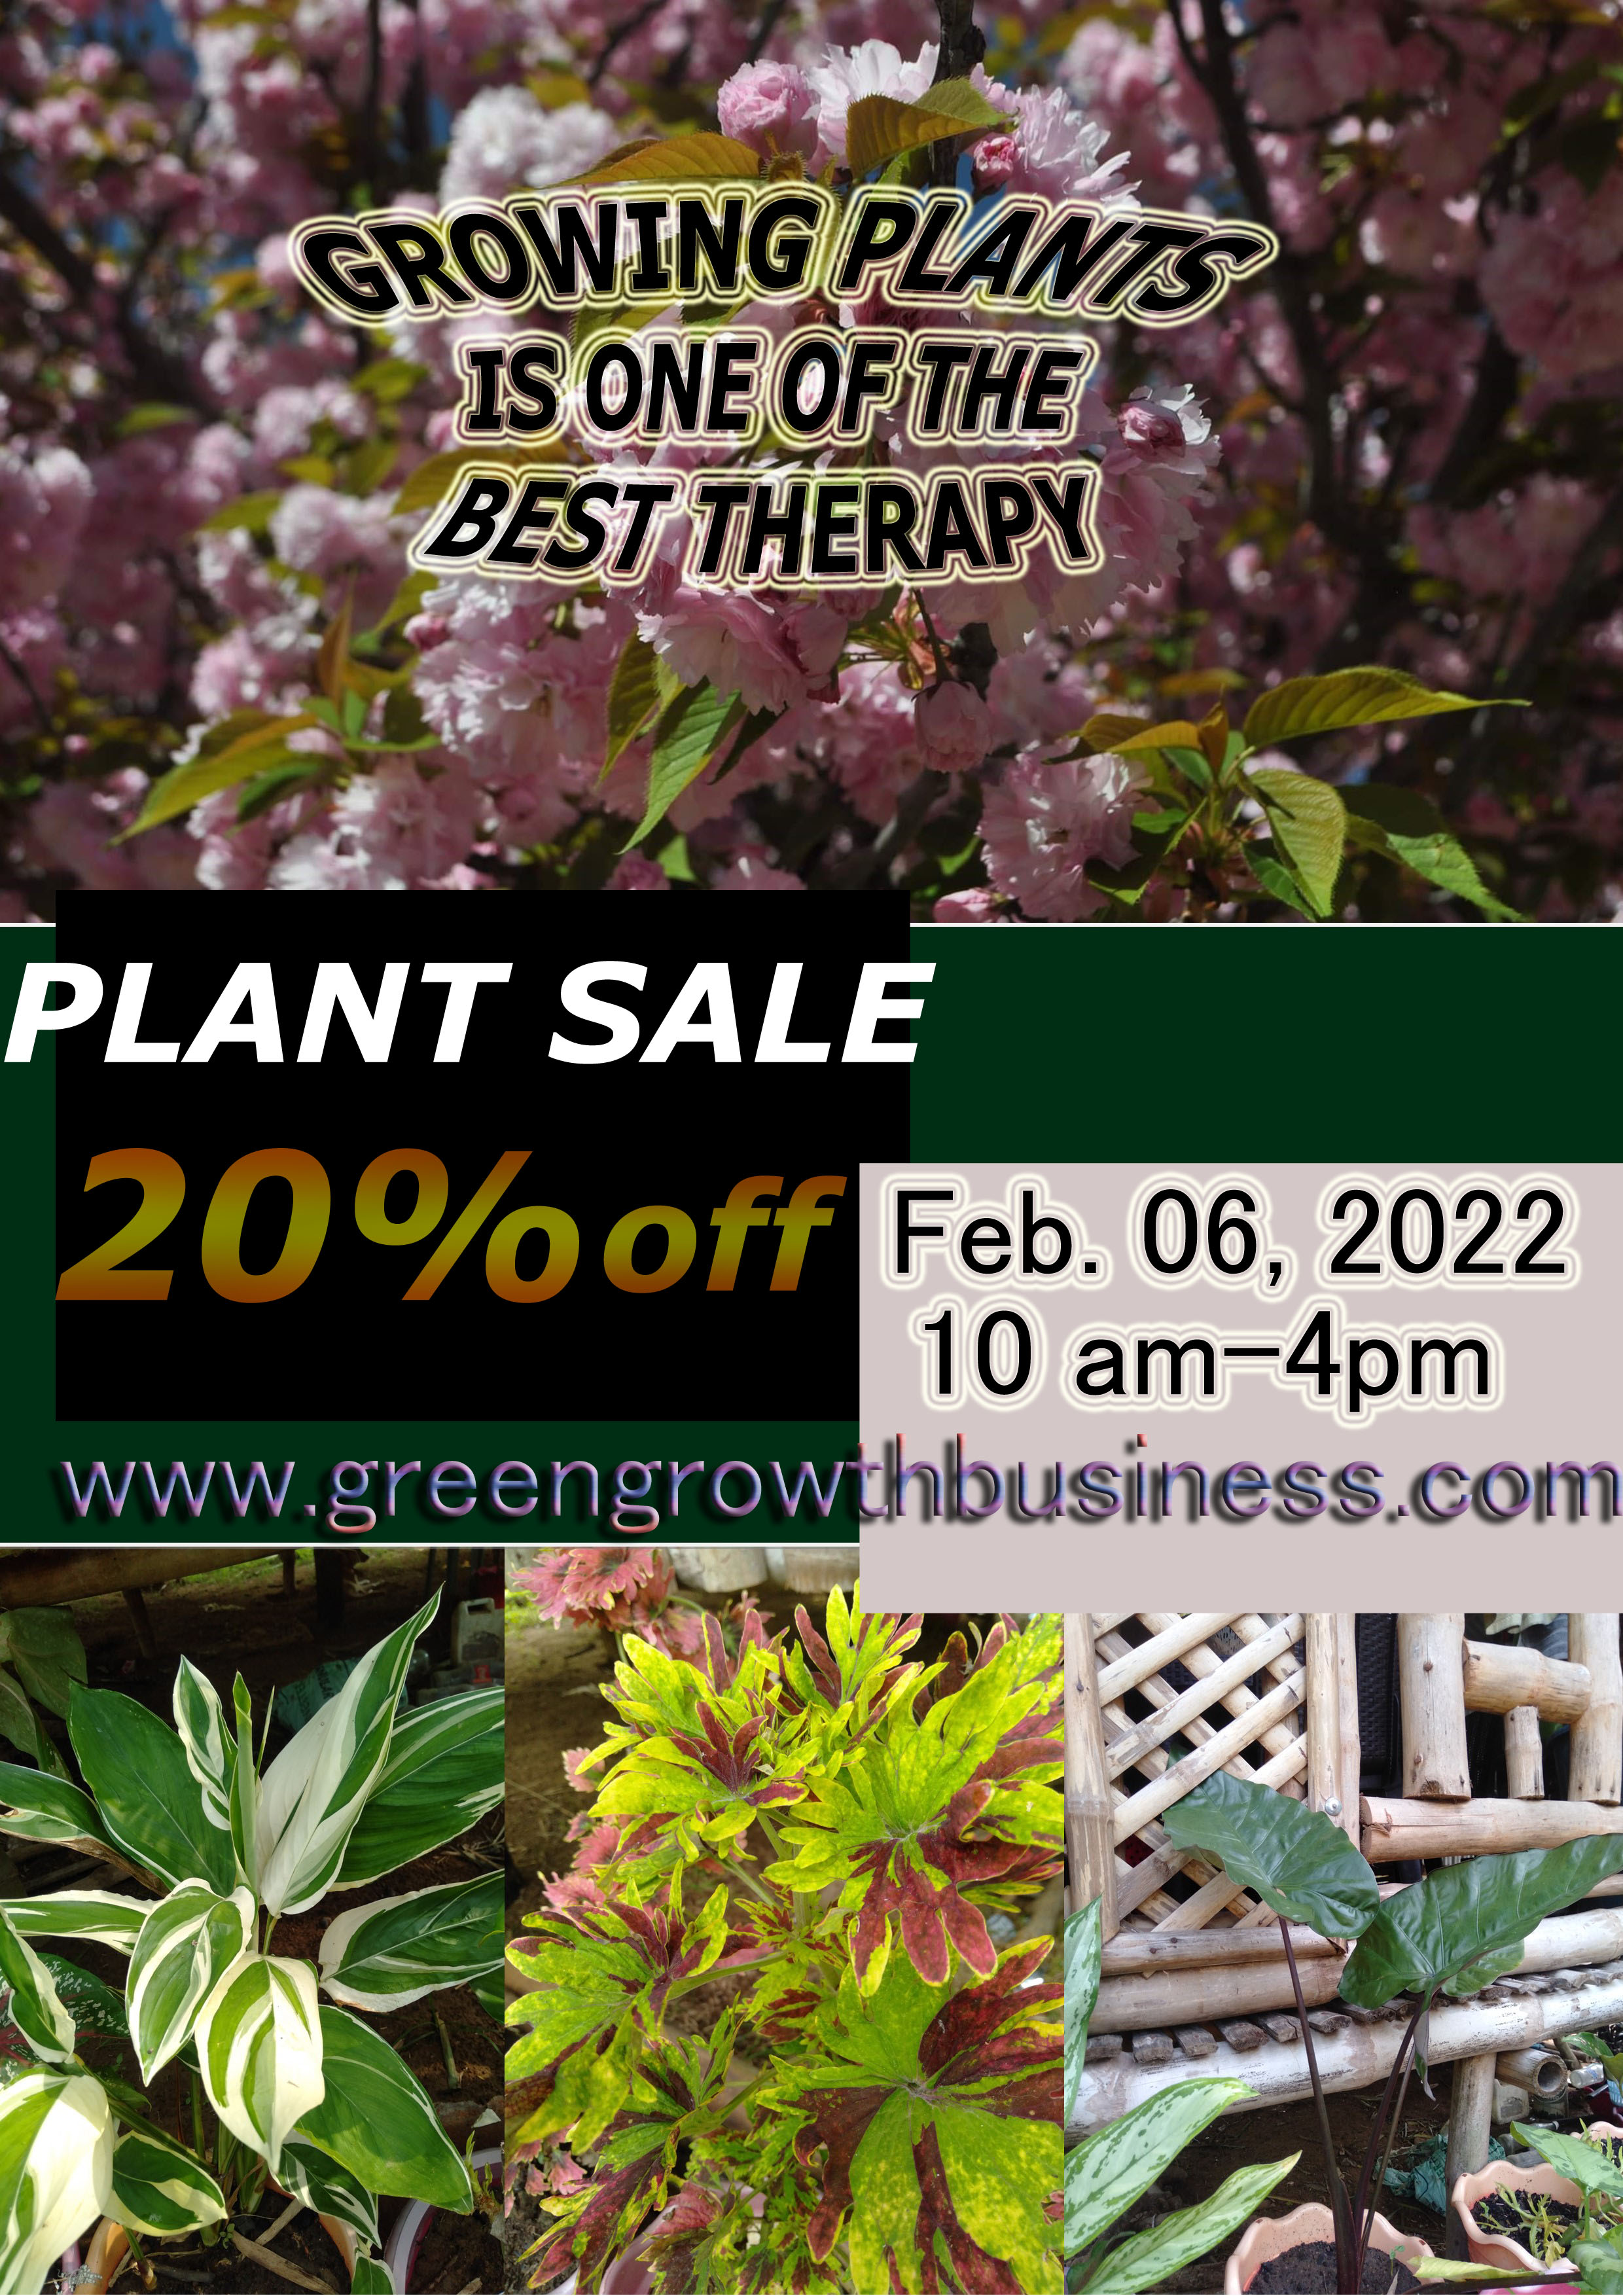 GROWING PLANTS
IS ONE OF THE
BEST THERAPY
PLANT SALE
20% off
Feb. 06, 2022
10 am-4pm
www.greengrowthbusiness.com